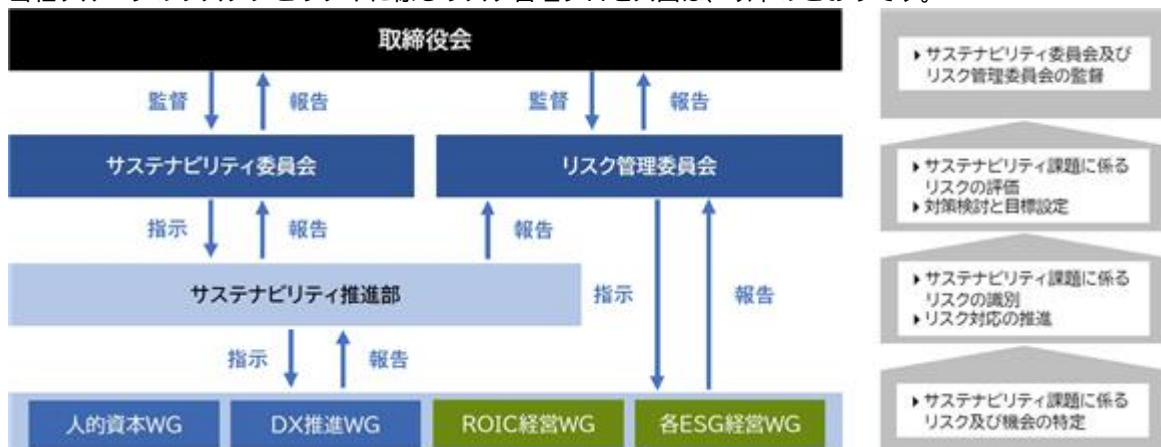 取締役会
監督
報告
監督
報告
サステナビリティ委員会
リスク管理委員会
指示
報告
報告
サステナビリティ推進部
指示
報告
指示
報告
人的資本WG
DX推進WG
ROIC経営WG
各ESG経営WG
▶サステナビリティ委員会及び
リスク管理委員会の監督
▶サステナビリティ課題に係る
リスクの評価
▶対策検討と目標設定
▶サステナビリティ課題に係る
リスクの識別
▶リスク対応の推進
▶サステナビリティ課題に係る
リスク及び機会の特定